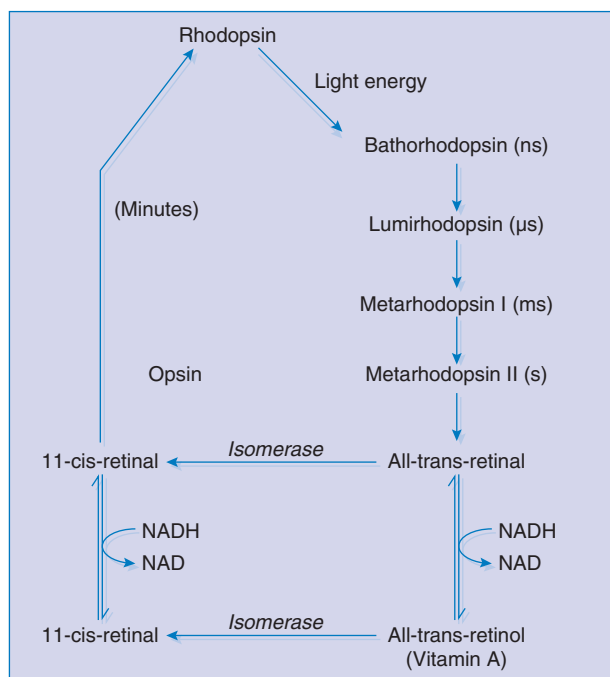 Rhodopsin
Light energy
Bathorhodopsin (ns)
(Minutes)
Lumirhodopsin (μs)
Metarhodopsin I (ms)
Opsin
Metarhodopsin II (s)
Isomerase
11-cis-retinal
All-trans-retinal
NADH
NAD
NADH
NAD
Isomerase
11-cis-retinal
All-trans-retinol
(Vitamin A)